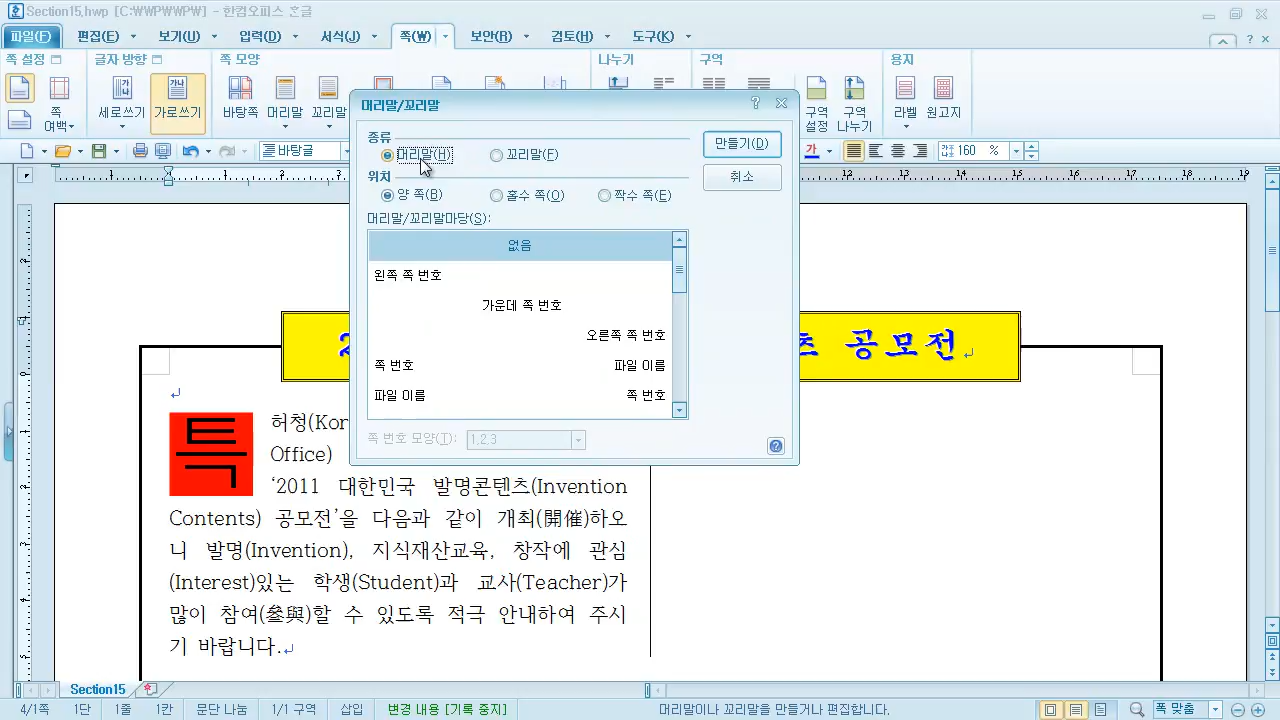 Section15.hwp [C:\WPWWPW\] - 한컴오피스 흔글
파일(F) 편집(E) 보기(U) 입력(D) 서식(J) 쪽(W) 보안(R) 검토(H) 도구(K)
쪽 설정 글자 방향 쪽 모양 나누기 구역 용지
쪽 여백 세로쓰기 가로쓰기 바탕쪽 머리말 꼬리말 구역 설정 구역 나누기 라벨 원고지
바탕글 160 %
머리말/꼬리말
종류
머리말(H) 꼬리말(F)
만들기(D)
위치
취소
양 쪽(B) 홀수 쪽(O) 짝수 쪽(E)
머리말/꼬리말마당(S):
없음
왼쪽 쪽 번호
가운데 쪽 번호
오른쪽 쪽 번호
쪽 번호 파일 이름
파일 이름 쪽 번호
쪽 번호 모양(T): 1,2,3
1 1 2 3 12 13 14 15 16 17 18 19
공모전
특
허청(Kor
Office)
‘2011 대한민국 발명콘텐츠(Invention
Contents) 공모전’을 다음과 같이 개최(開催)하오
니 발명(Invention), 지식재산교육, 창작에 관심
(Interest)있는 학생(Student)과 교사(Teacher)가
많이 참여(參與)할 수 있도록 적극 안내하여 주시
기 바랍니다.
Section15
4/1쪽 1단 1줄 1칸 문단 나눔 1/1 구역 삽입 변경 내용 [기록 중지] 머리말이나 꼬리말을 만들거나 편집합니다. 폭 맞춤